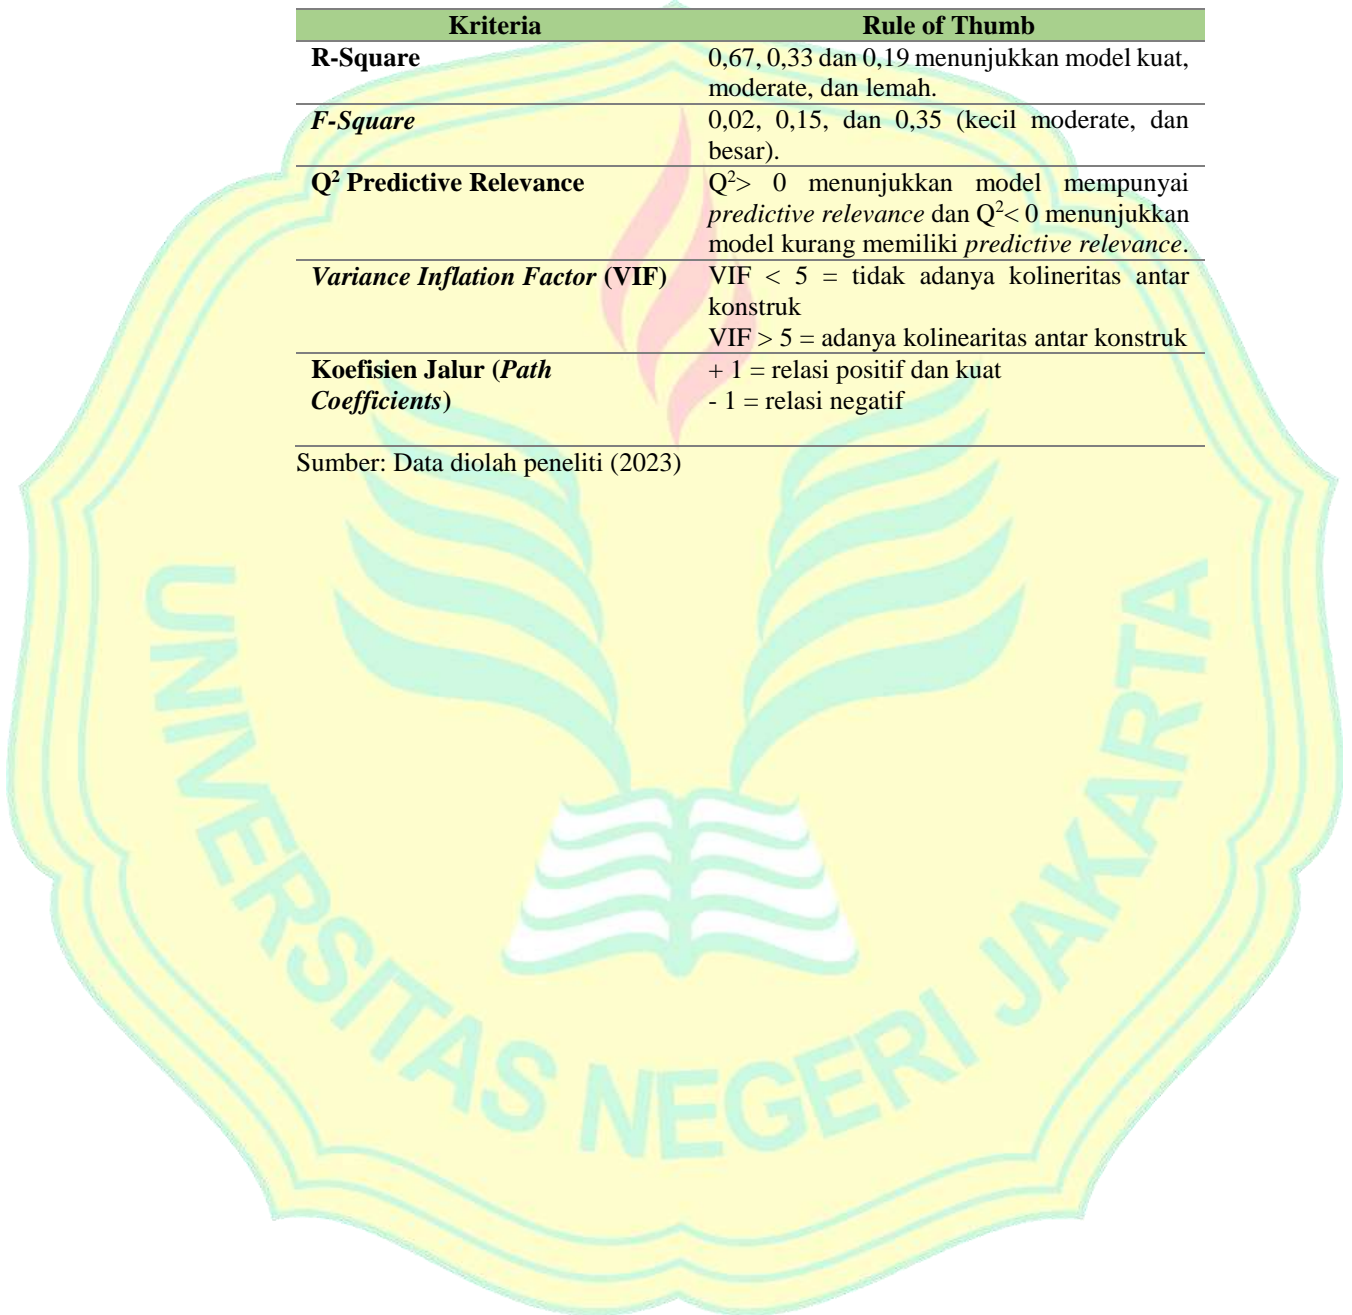 Kriteria Rule of Thumb
R-Square 0,67, 0,33 dan 0,19 menunjukkan model kuat,
moderate, dan lemah.
F-Square 0,02, 0,15, dan 0,35 (kecil moderate, dan
besar).
Q² Predictive Relevance Q²> 0 menunjukkan model mempunyai
predictive relevance dan Q²< 0 menunjukkan
model kurang memiliki predictive relevance.
Variance Inflation Factor (VIF) VIF < 5 = tidak adanya kolineritas antar
konstruk
VIF > 5 = adanya kolinearitas antar konstruk
Koefisien Jalur (Path + 1 = relasi positif dan kuat
Coefficients) - 1 = relasi negatif
Sumber: Data diolah peneliti (2023)
UNIVERSITAS NEGERI JAKARTA